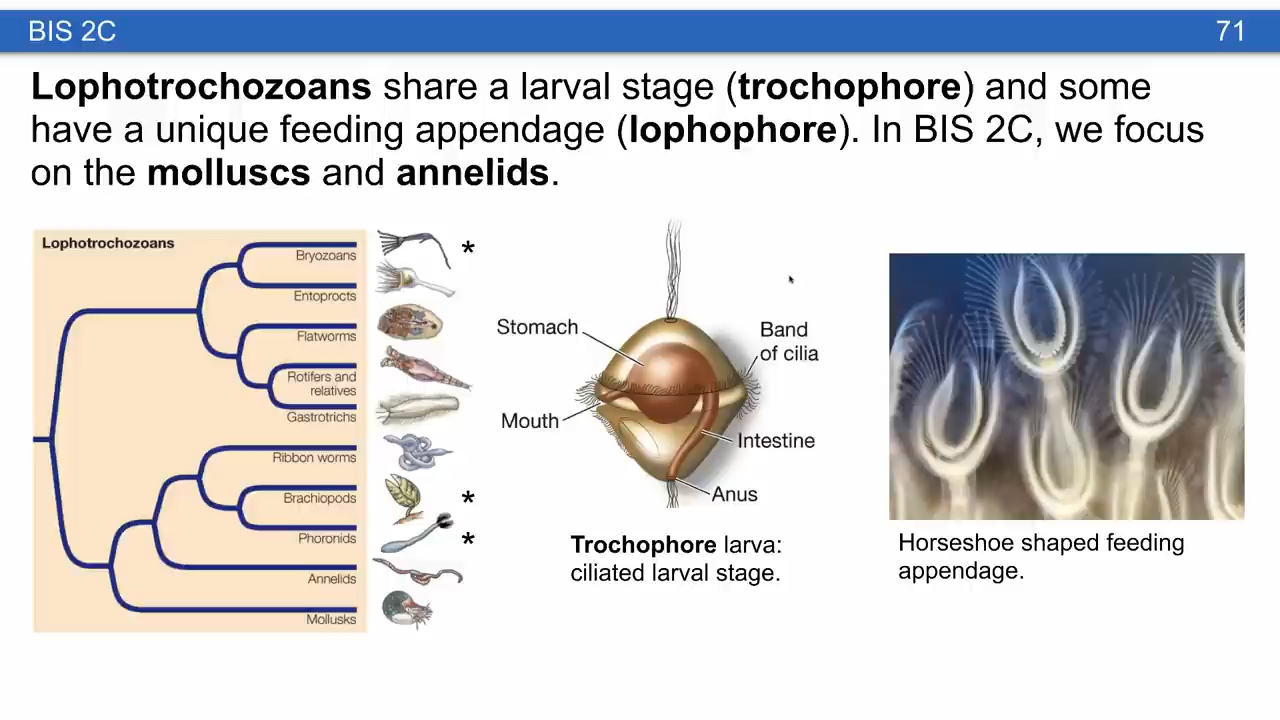 BIS 2C
71
Lophotrochozoans share a larval stage (trochophore) and some
have a unique feeding appendage (lophophore). In BIS 2C, we focus
on the molluscs and annelids.
Lophotrochozoans
Bryozoans
*
Entoprocts
Flatworms
Rotifers and
relatives
Gastrotrichs
Ribbon worms
Brachiopods
*
Phoronids
*
Annelids
Mollusks
Stomach
Band
of cilia
Mouth
Intestine
Anus
Trochophore larva:
ciliated larval stage.
Horseshoe shaped feeding
appendage.